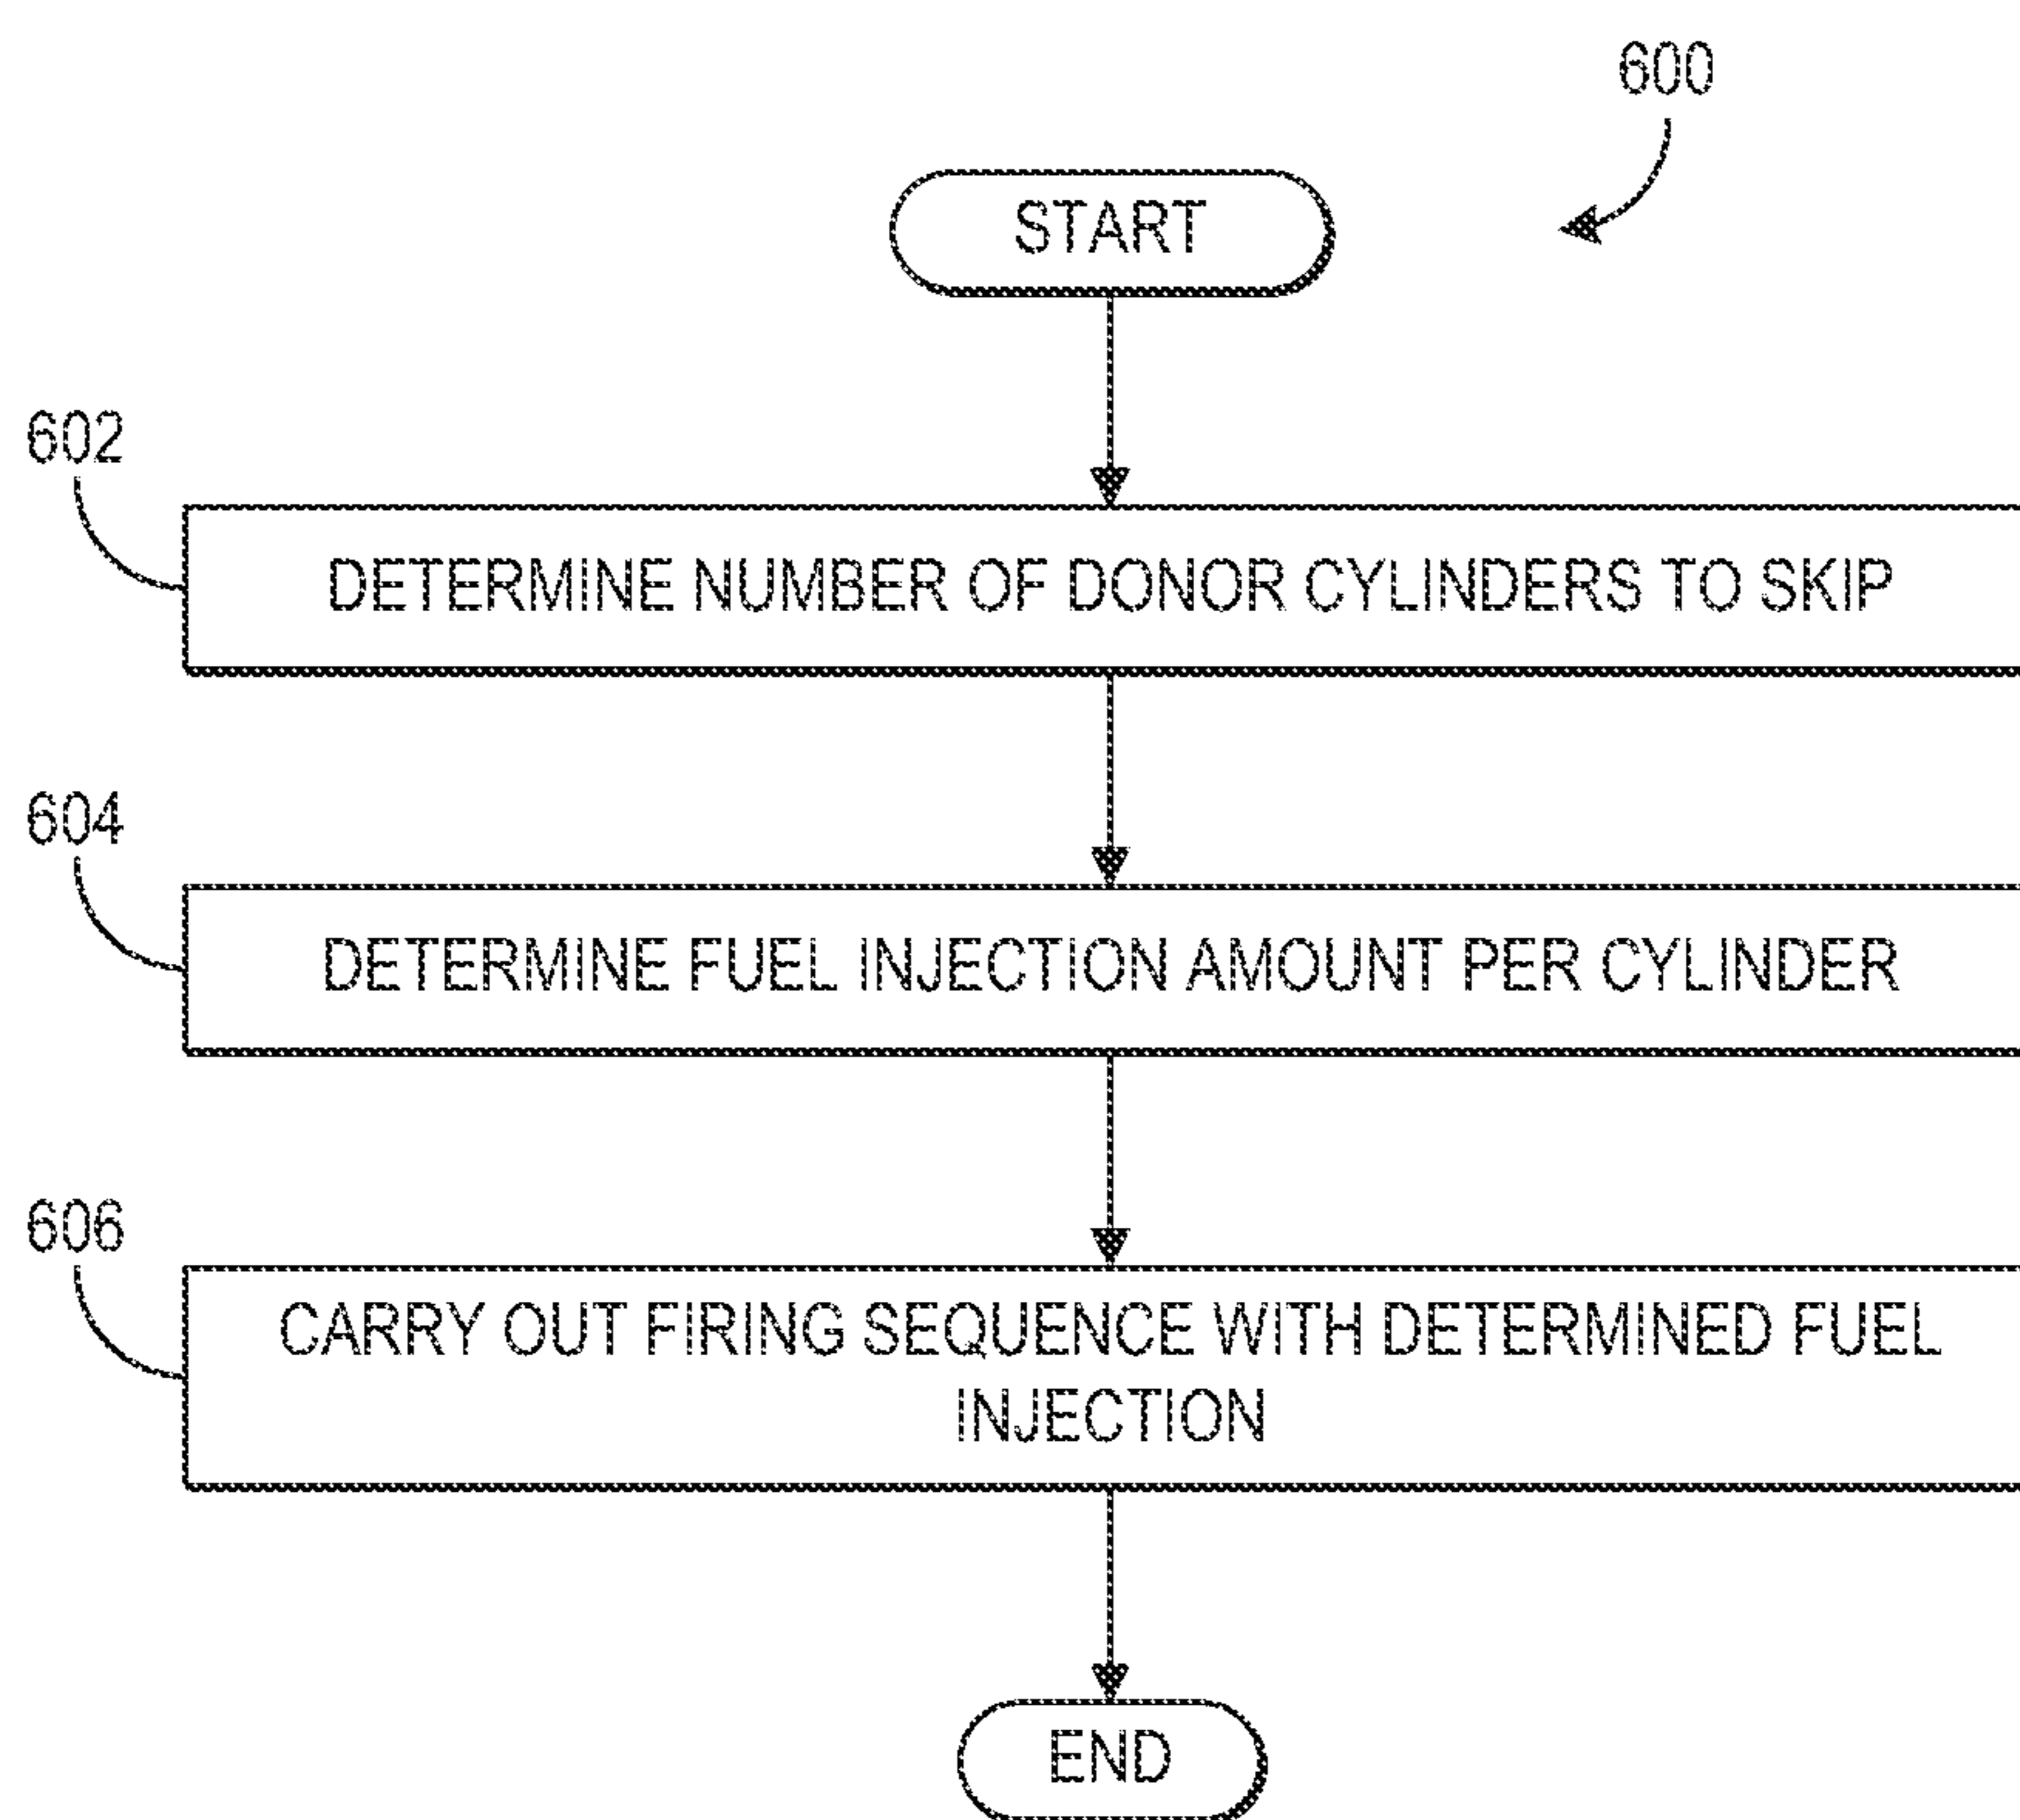 600
START
602
DETERMINE NUMBER OF DONOR CYLINDERS TO SKIP
604
DETERMINE FUEL INJECTION AMOUNT PER CYLINDER
606
CARRY OUT FIRING SEQUENCE WITH DETERMINED FUEL
INJECTION
END